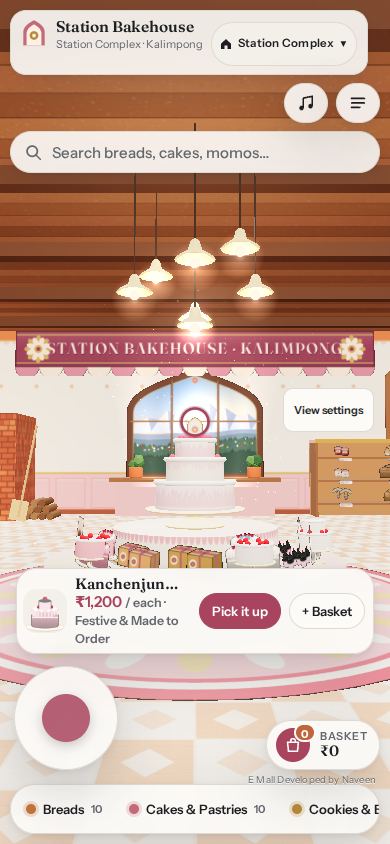 Station Bakehouse
Station Complex · Kalimpong
Station Complex ▾
Search breads, cakes, momos...
STATION BAKEHOUSE · KALIMPONG
View settings
Kanchenjun...
₹1,200 / each ·
Festive & Made to
Order
Pick it up
+ Basket
0
BASKET
₹0
E Mall Developed by Naveen
Breads 10
Cakes & Pastries 10
Cookies & B